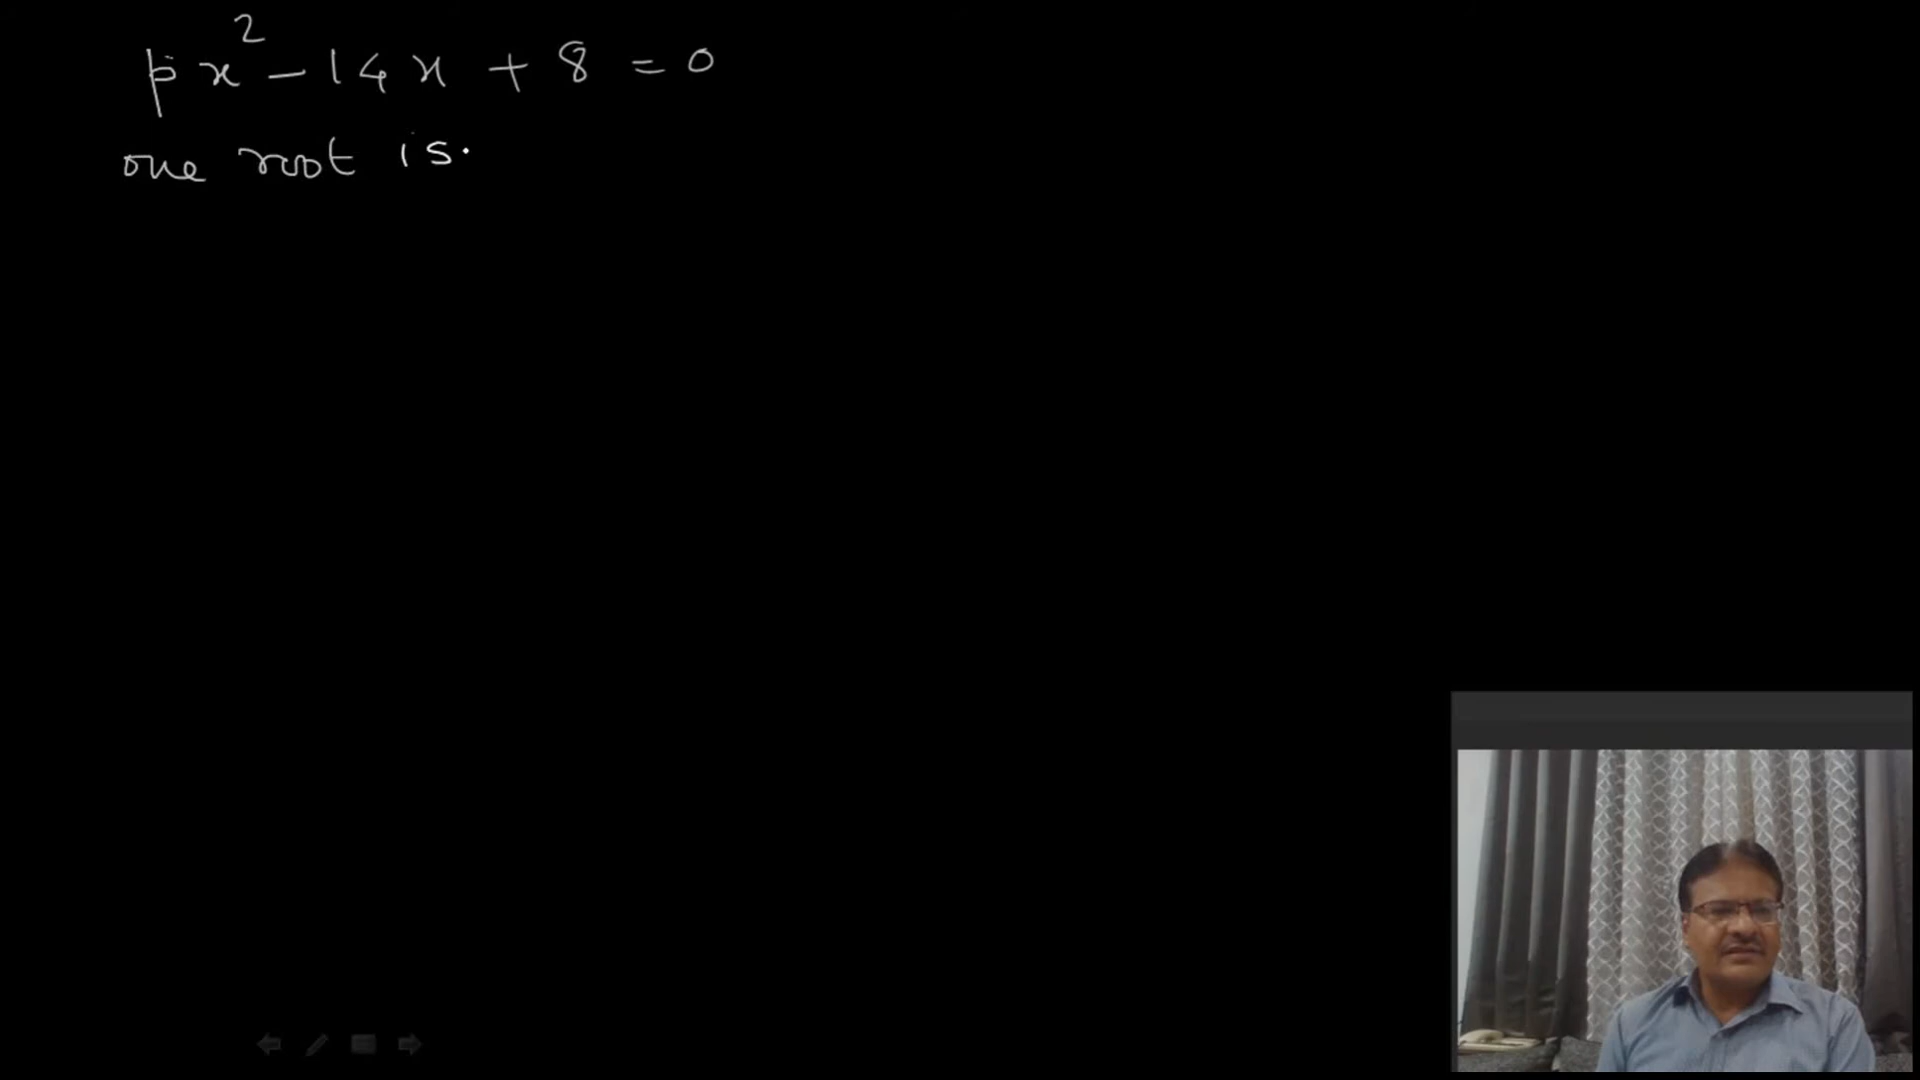 px² - 14x + 8 = 0
one root is